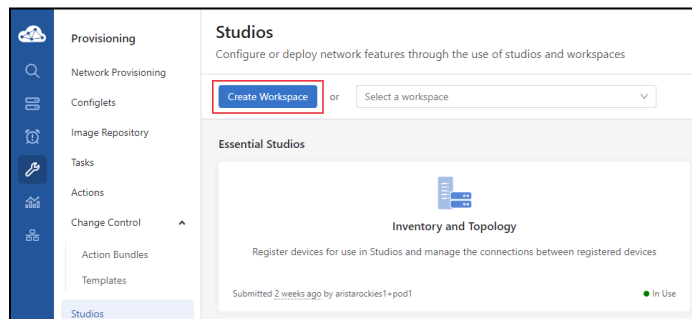 Provisioning
Network Provisioning
Configlets
Image Repository
Tasks
Actions
Change Control
Action Bundles
Templates
Studios
Studios
Configure or deploy network features through the use of studios and workspaces
Create Workspace or Select a workspace
Essential Studios
Inventory and Topology
Register devices for use in Studios and manage the connections between registered devices
Submitted 2 weeks ago by aristarockies1+pod1 In Use